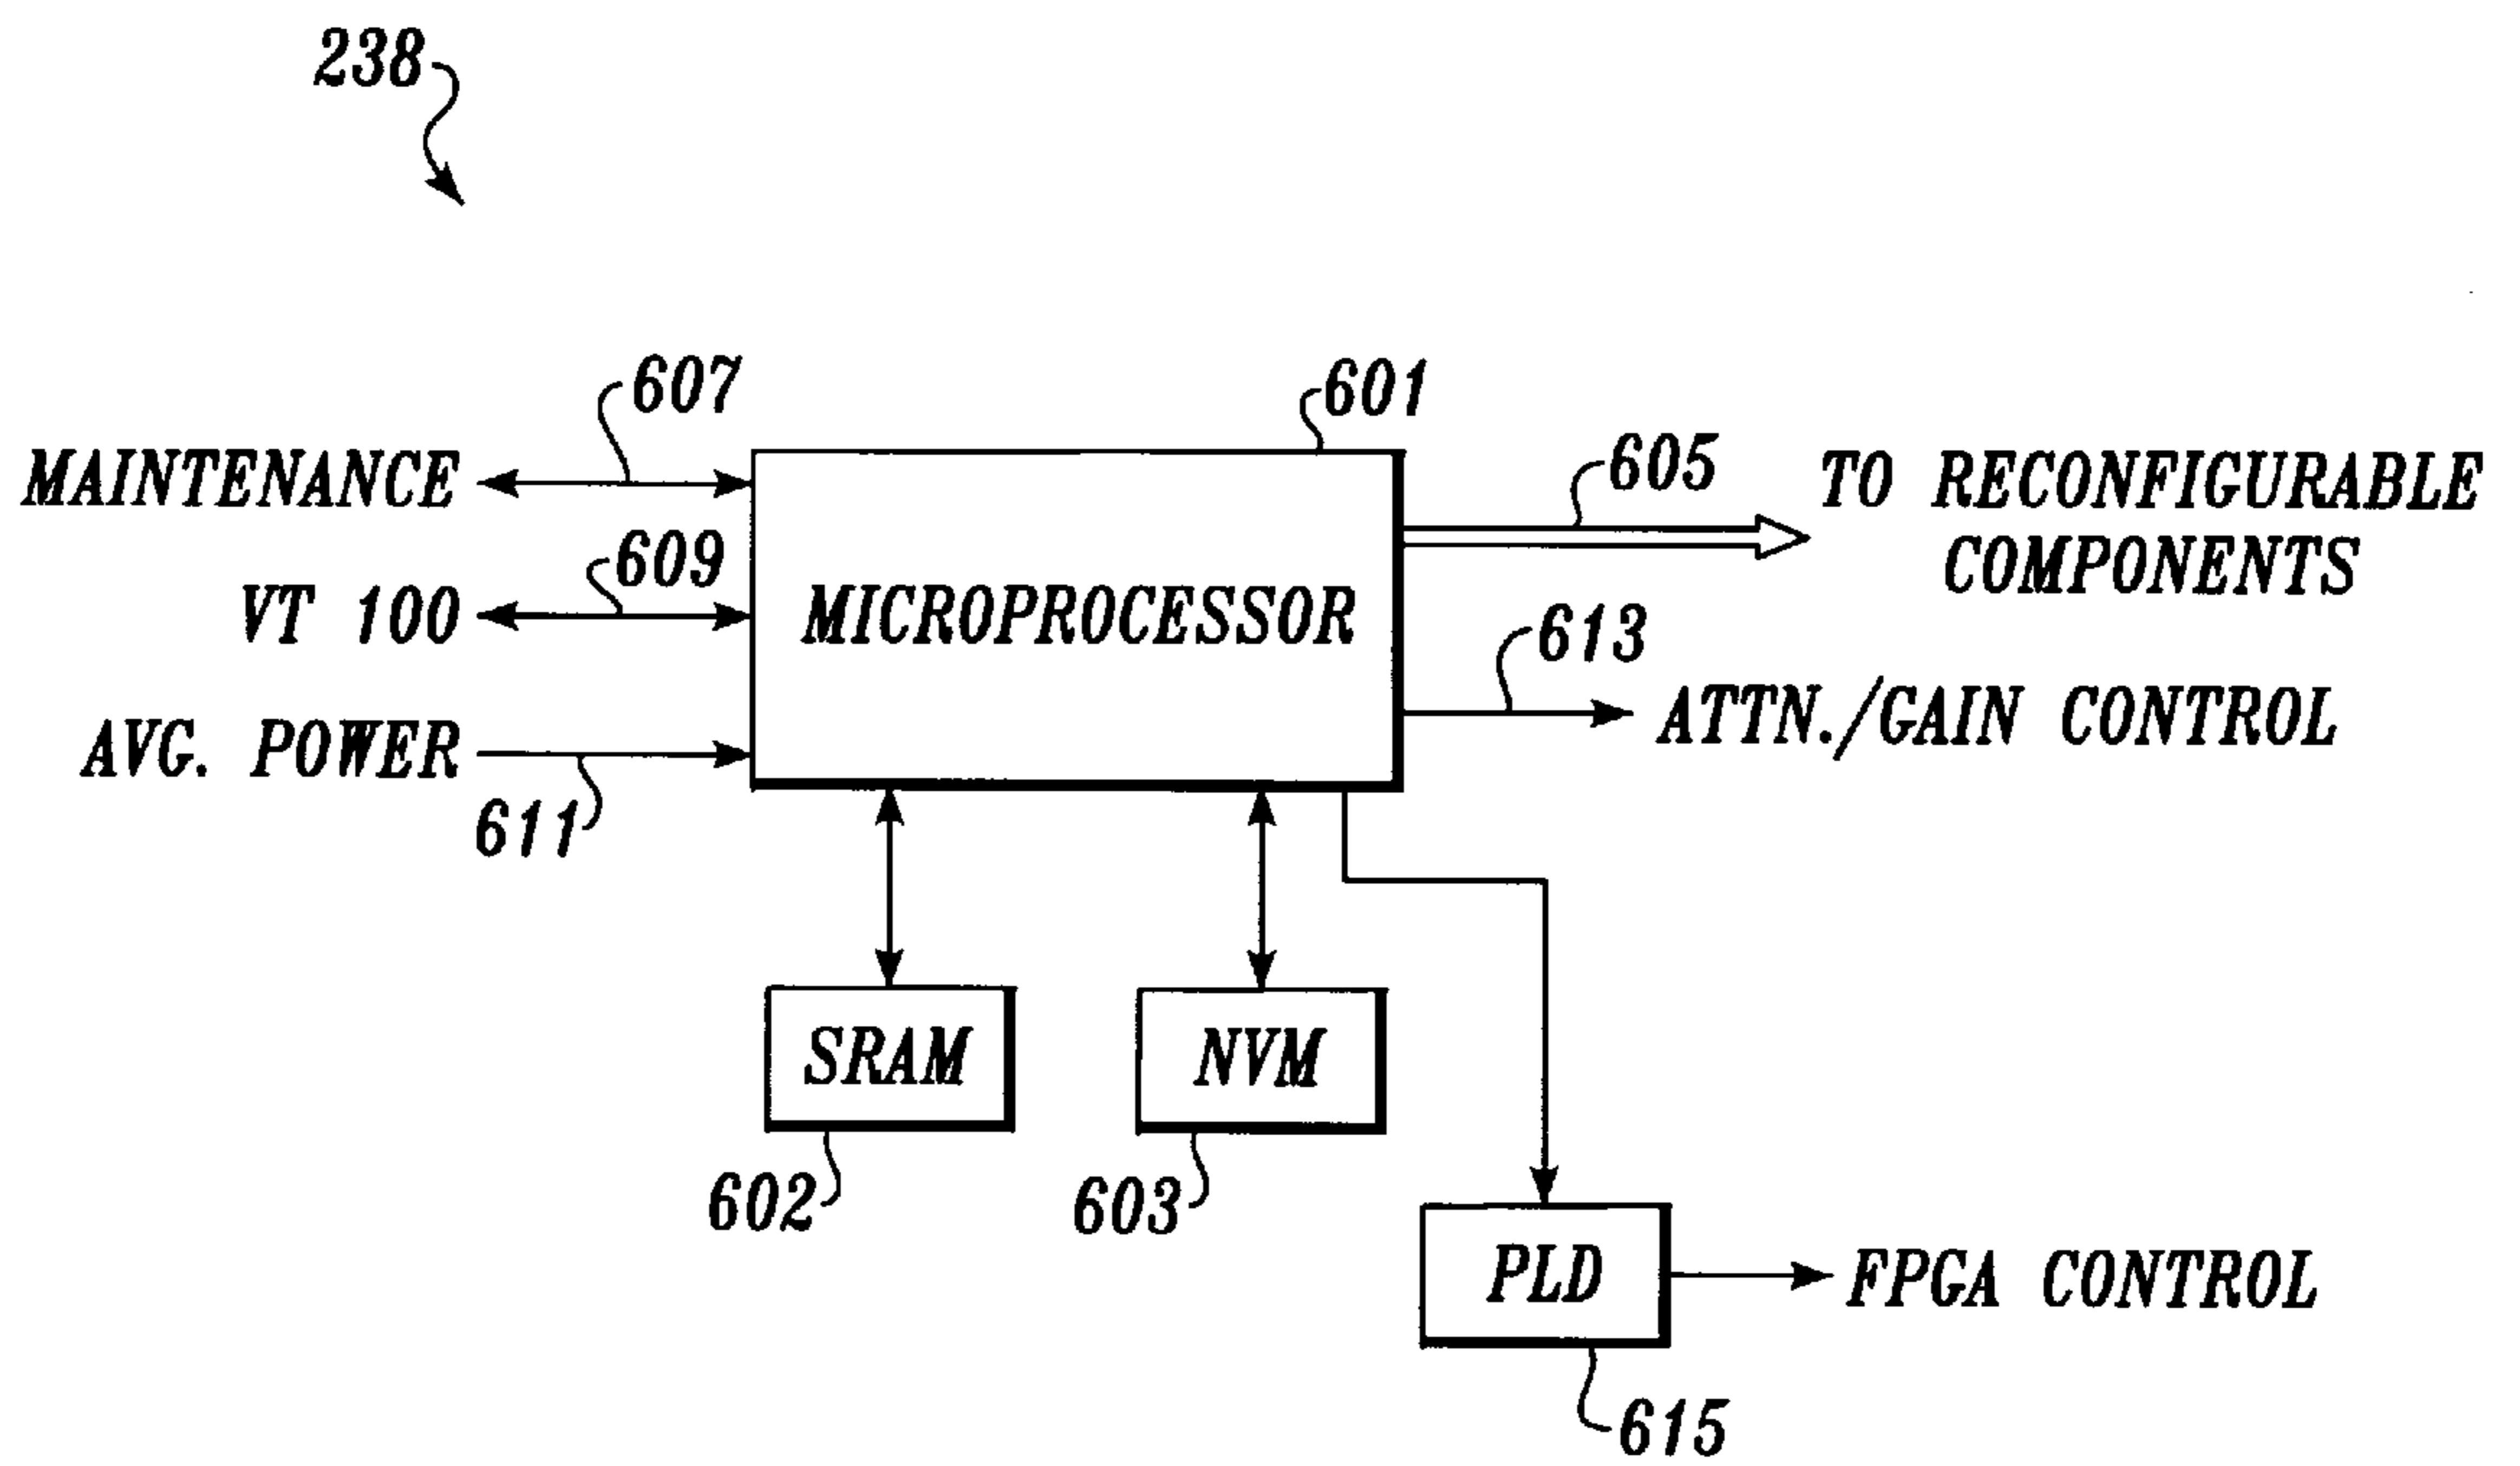 238
607
601
MAINTENANCE
605
TO RECONFIGURABLE
COMPONENTS
609
VT 100
MICROPROCESSOR
613
AVG. POWER
ATTN./GAIN CONTROL
611
SRAM
NVM
602
603
PLD
FPGA CONTROL
615